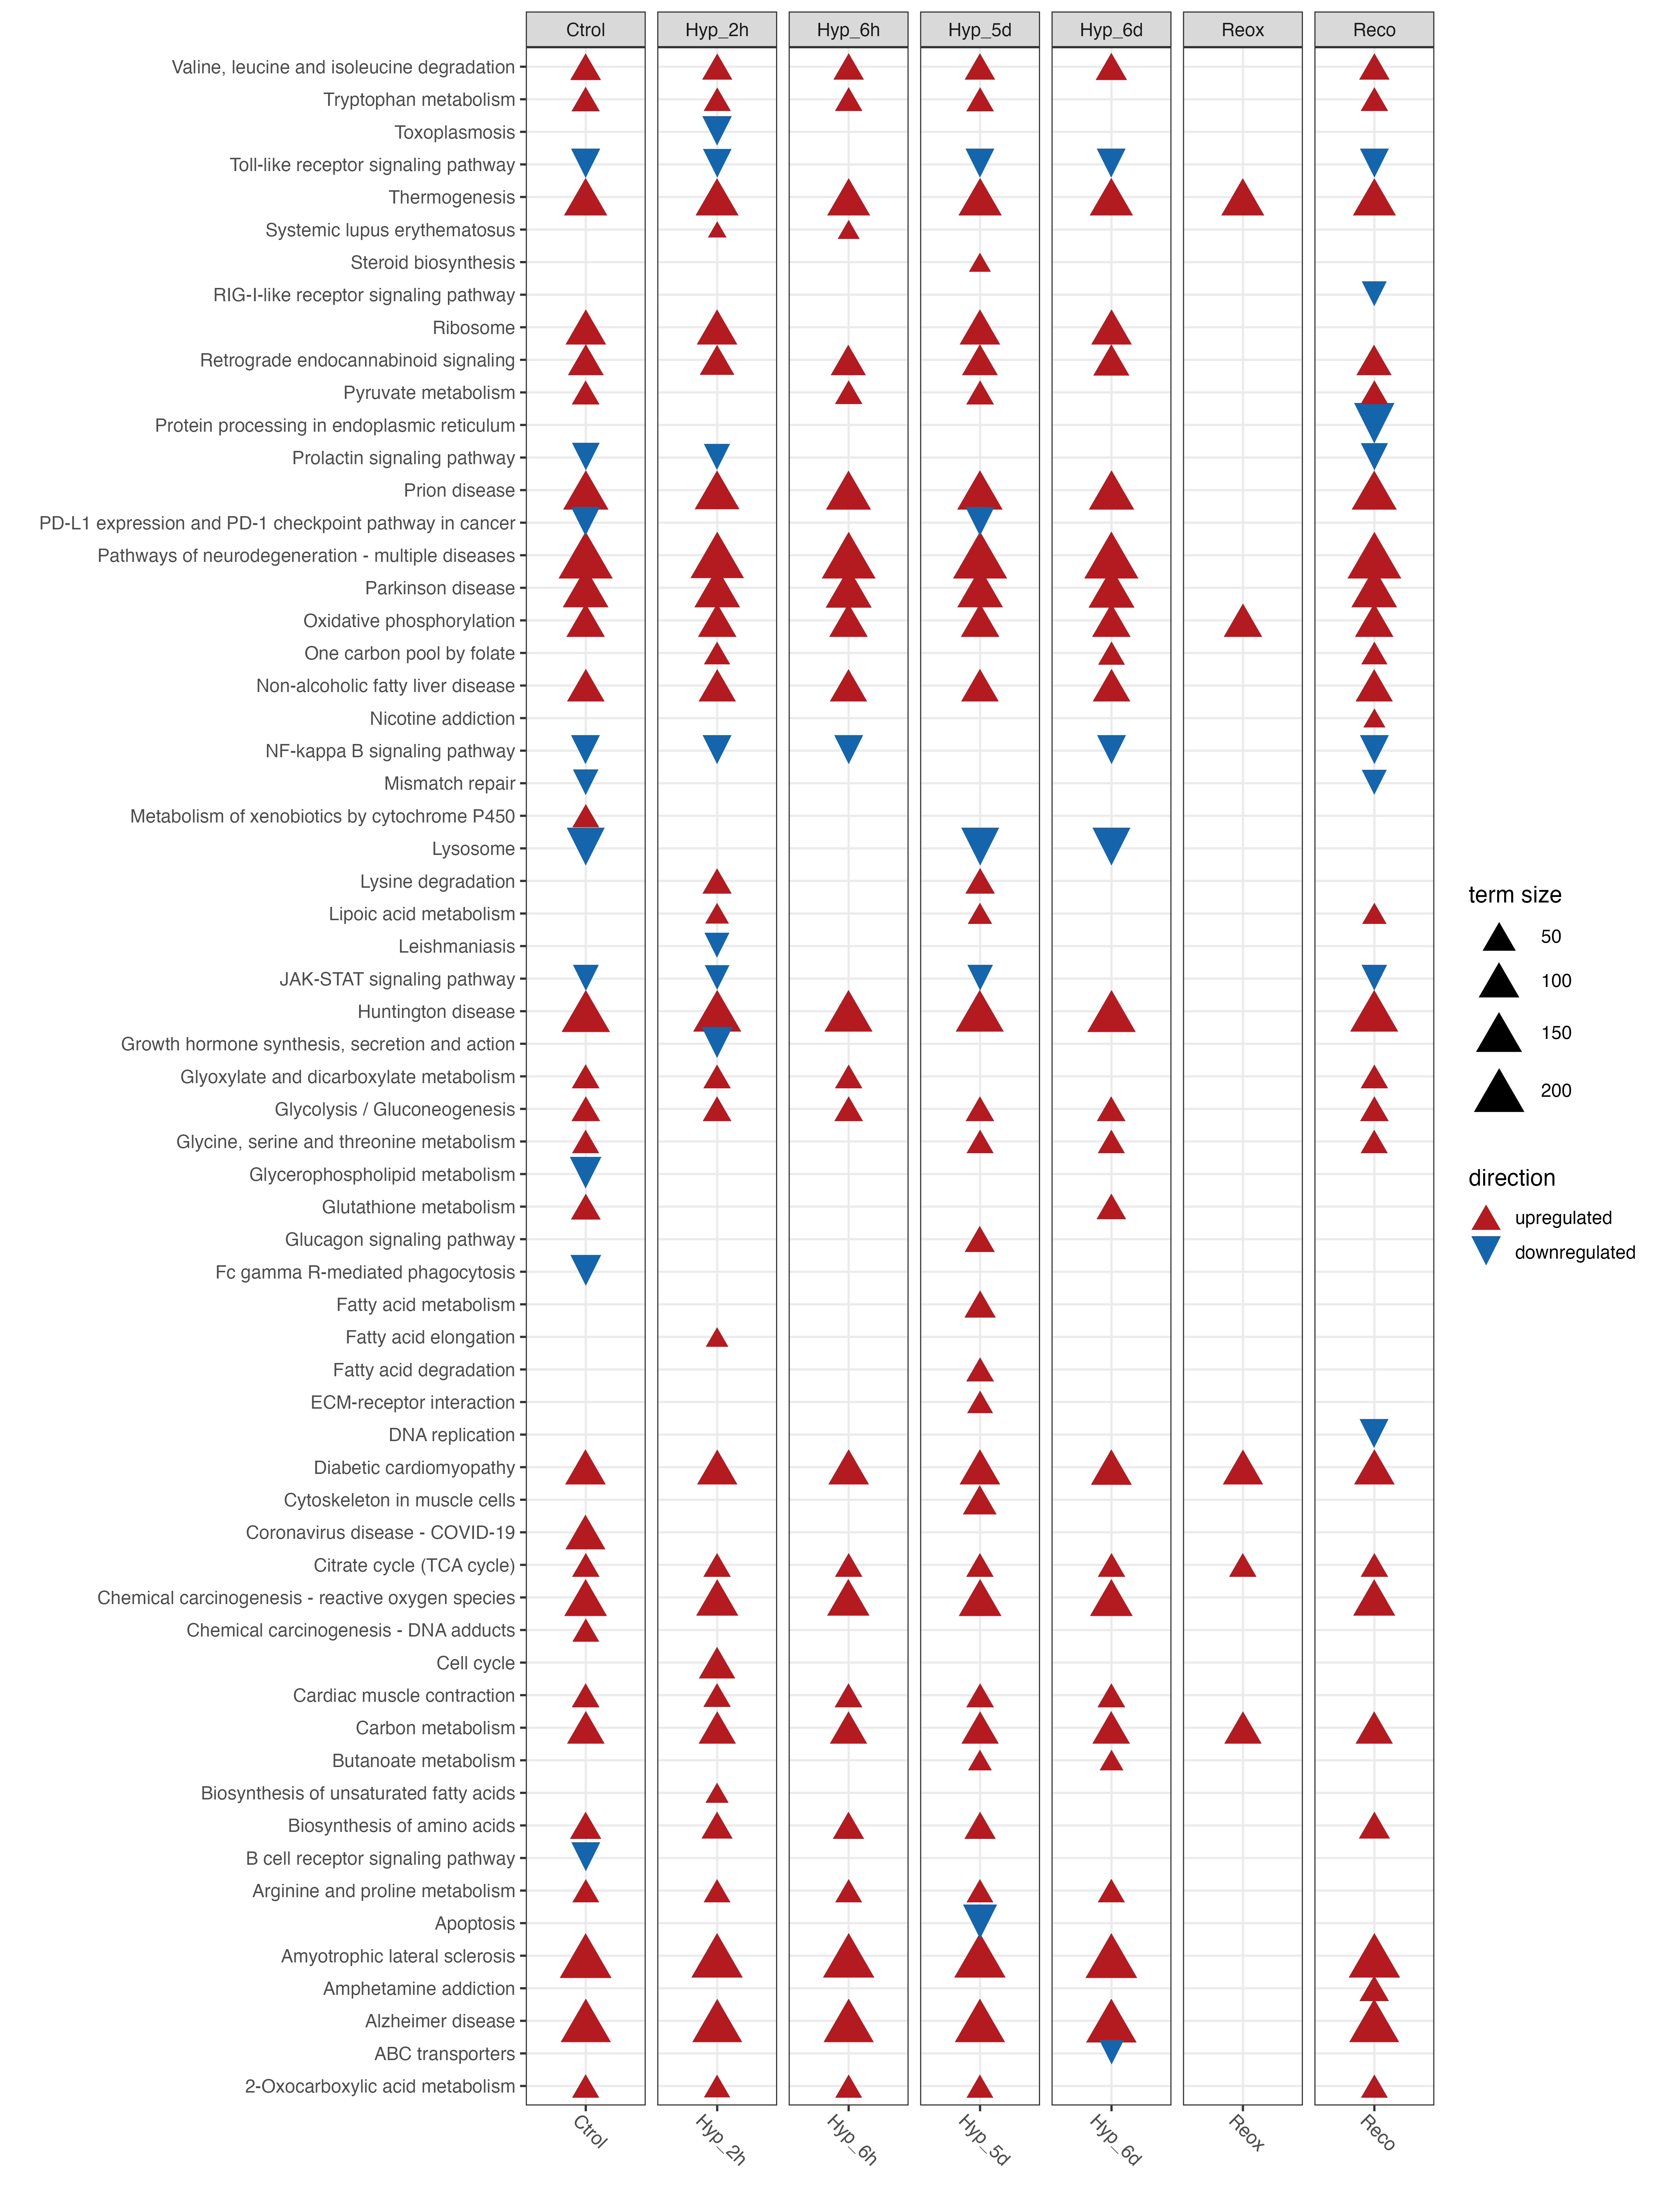 Ctrol Hyp_2h Hyp_6h Hyp_5d Hyp_6d Reox Reco
Valine, leucine and isoleucine degradation
Tryptophan metabolism
Toxoplasmosis
Toll-like receptor signaling pathway
Thermogenesis
Systemic lupus erythematosus
Steroid biosynthesis
RIG-I-like receptor signaling pathway
Ribosome
Retrograde endocannabinoid signaling
Pyruvate metabolism
Protein processing in endoplasmic reticulum
Prolactin signaling pathway
Prion disease
PD-L1 expression and PD-1 checkpoint pathway in cancer
Pathways of neurodegeneration - multiple diseases
Parkinson disease
Oxidative phosphorylation
One carbon pool by folate
Non-alcoholic fatty liver disease
Nicotine addiction
NF-kappa B signaling pathway
Mismatch repair
Metabolism of xenobiotics by cytochrome P450
Lysosome
Lysine degradation
Lipoic acid metabolism
Leishmaniasis
JAK-STAT signaling pathway
Huntington disease
Growth hormone synthesis, secretion and action
Glyoxylate and dicarboxylate metabolism
Glycolysis / Gluconeogenesis
Glycine, serine and threonine metabolism
Glycerophospholipid metabolism
Glutathione metabolism
Glucagon signaling pathway
Fc gamma R-mediated phagocytosis
Fatty acid metabolism
Fatty acid elongation
Fatty acid degradation
ECM-receptor interaction
DNA replication
Diabetic cardiomyopathy
Cytoskeleton in muscle cells
Coronavirus disease - COVID-19
Citrate cycle (TCA cycle)
Chemical carcinogenesis - reactive oxygen species
Chemical carcinogenesis - DNA adducts
Cell cycle
Cardiac muscle contraction
Carbon metabolism
Butanoate metabolism
Biosynthesis of unsaturated fatty acids
Biosynthesis of amino acids
B cell receptor signaling pathway
Arginine and proline metabolism
Apoptosis
Amyotrophic lateral sclerosis
Amphetamine addiction
Alzheimer disease
ABC transporters
2-Oxocarboxylic acid metabolism
Ctrol Hyp_2h Hyp_6h Hyp_5d Hyp_6d Reox Reco
term size
50
100
150
200
direction
upregulated
downregulated